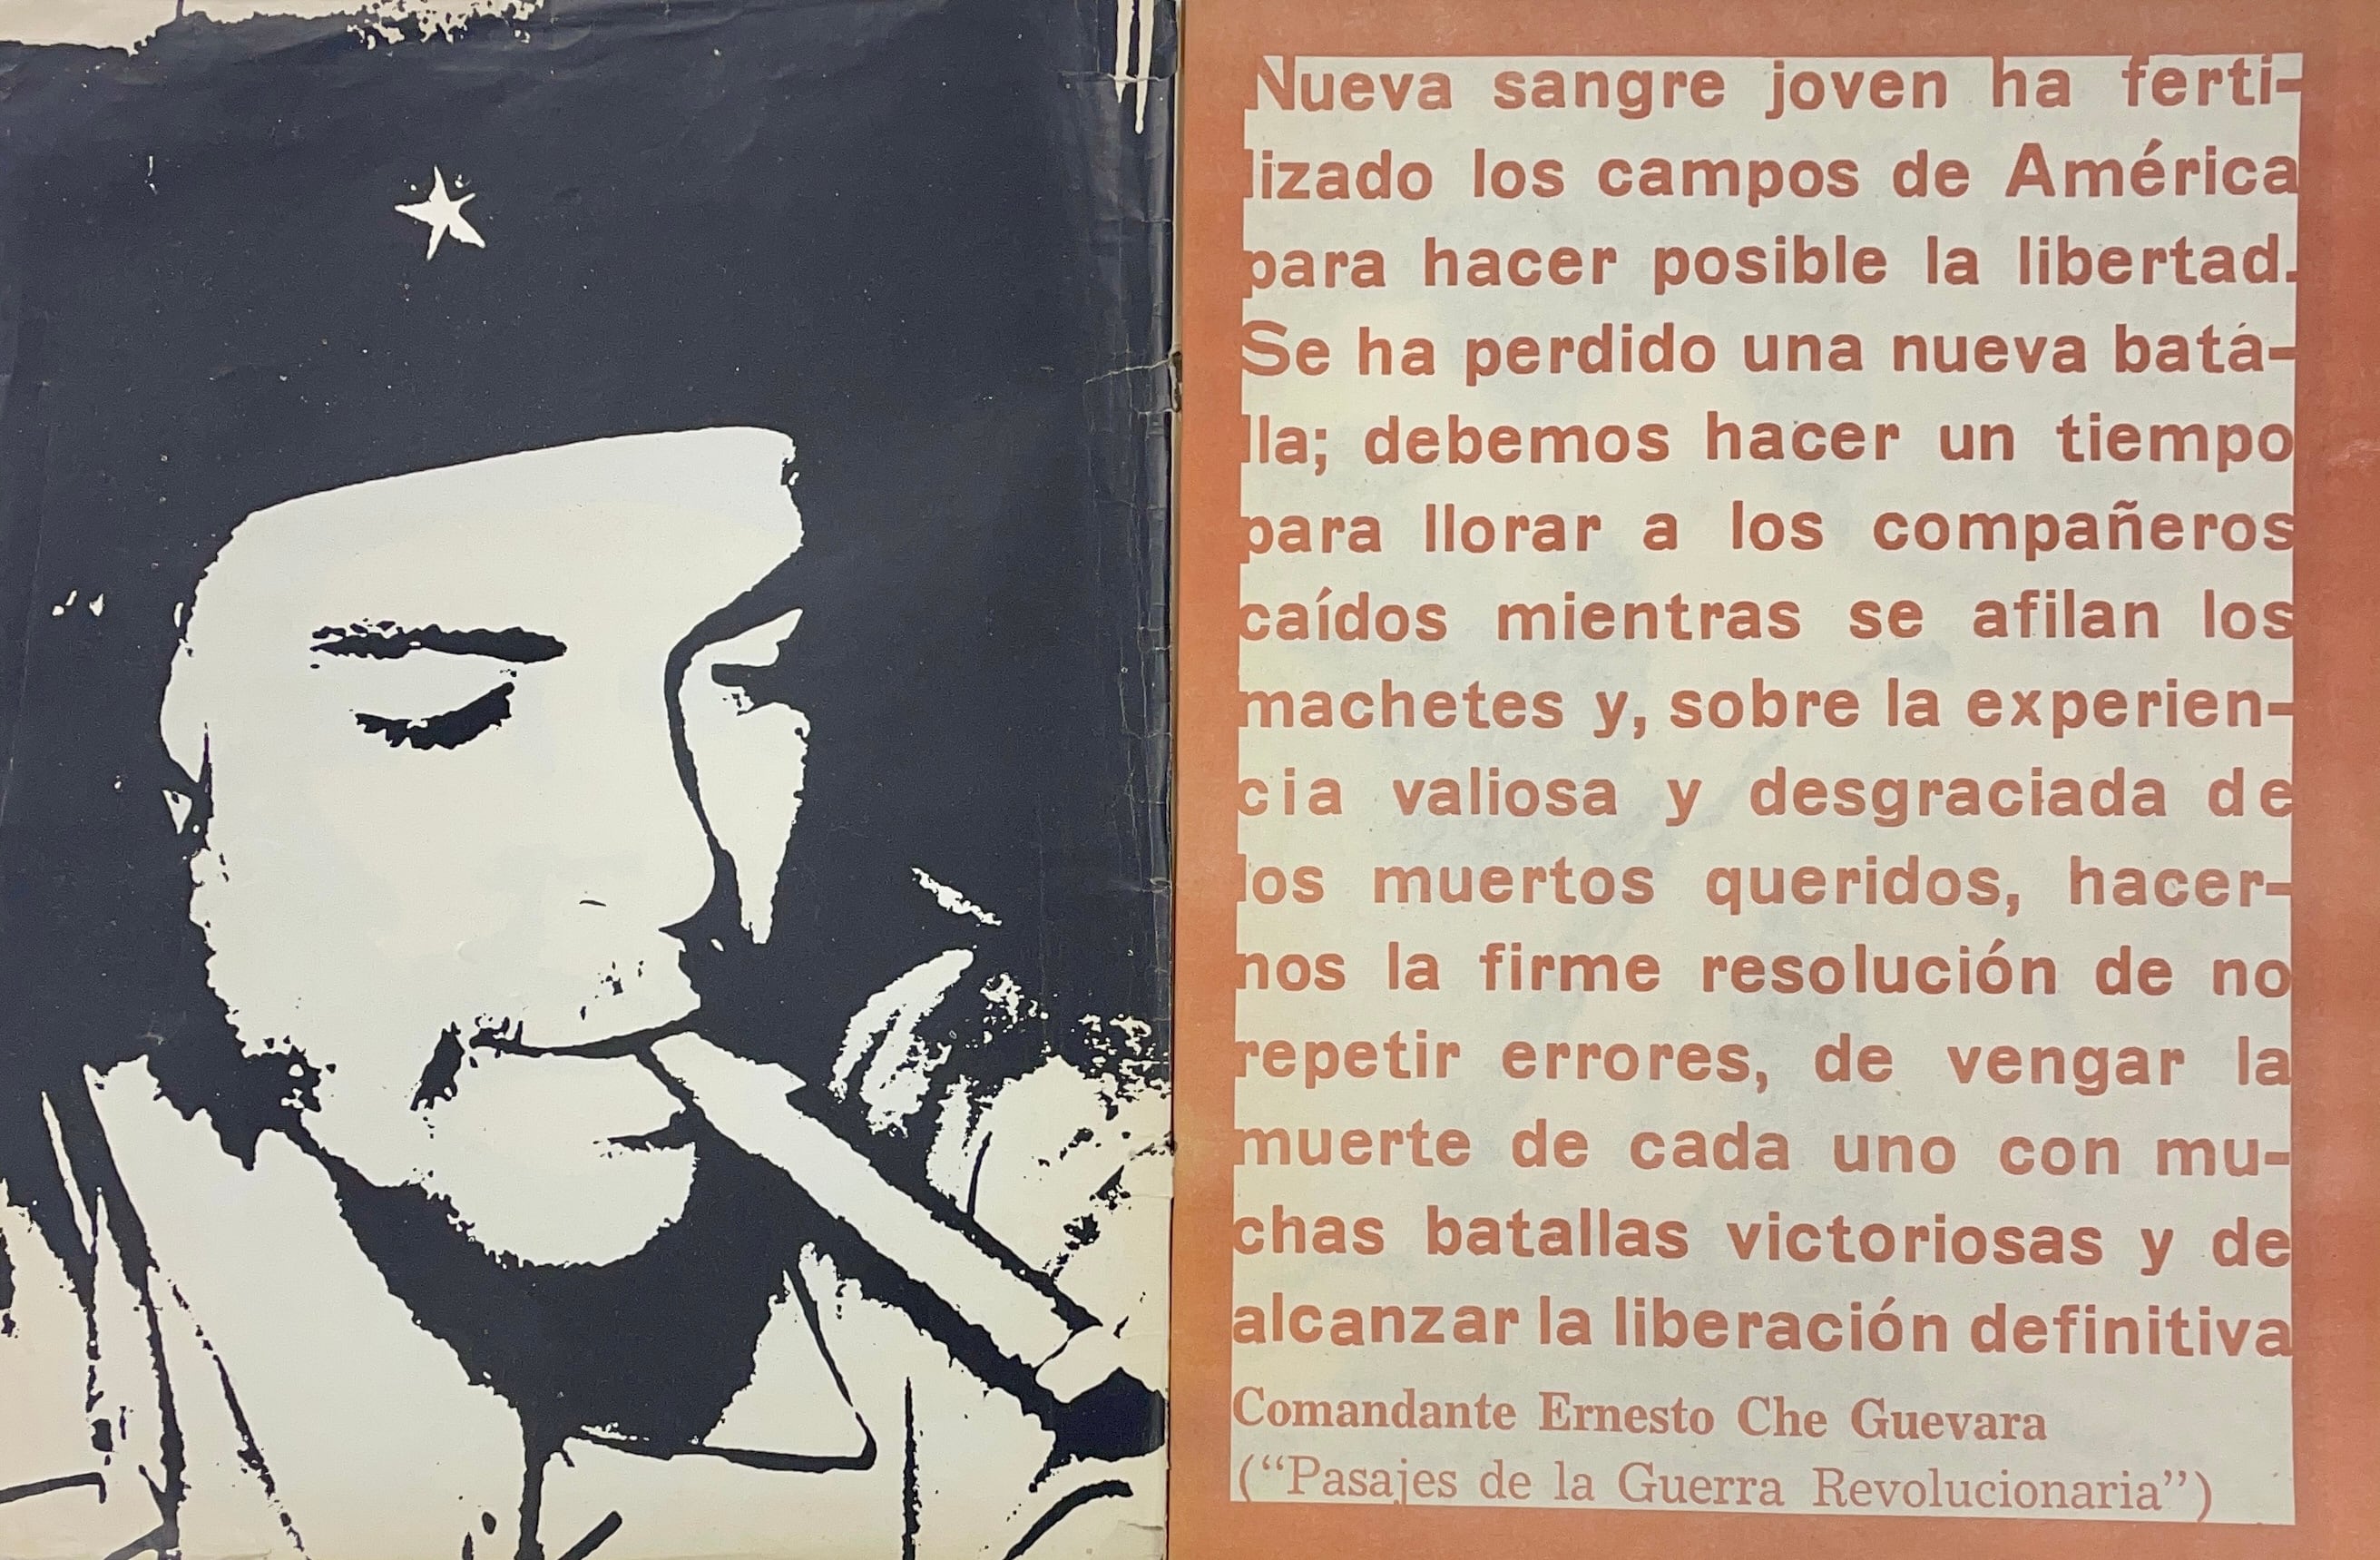 Nueva sangre joven ha ferti-
lizado los campos de América
para hacer posible la libertad.
Se ha perdido una nueva batá-
lla; debemos hacer un tiempo
para llorar a los compañeros
caídos mientras se afilan los
machetes y, sobre la experien-
cia valiosa y desgraciada de
los muertos queridos, hacer-
nos la firme resolución de no
repetir errores, de vengar la
muerte de cada uno con mu-
chas batallas victoriosas y de
alcanzar la liberación definitiva
Comandante Ernesto Che Guevara
(“Pasajes de la Guerra Revolucionaria”)